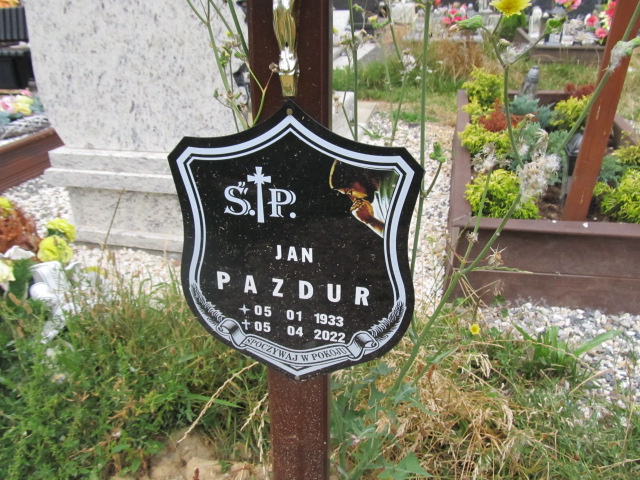 Ś.†P.
JAN
PAZDUR
+05 01 1933
+05 04 2022
SPOCZYWAJ W POKOJU